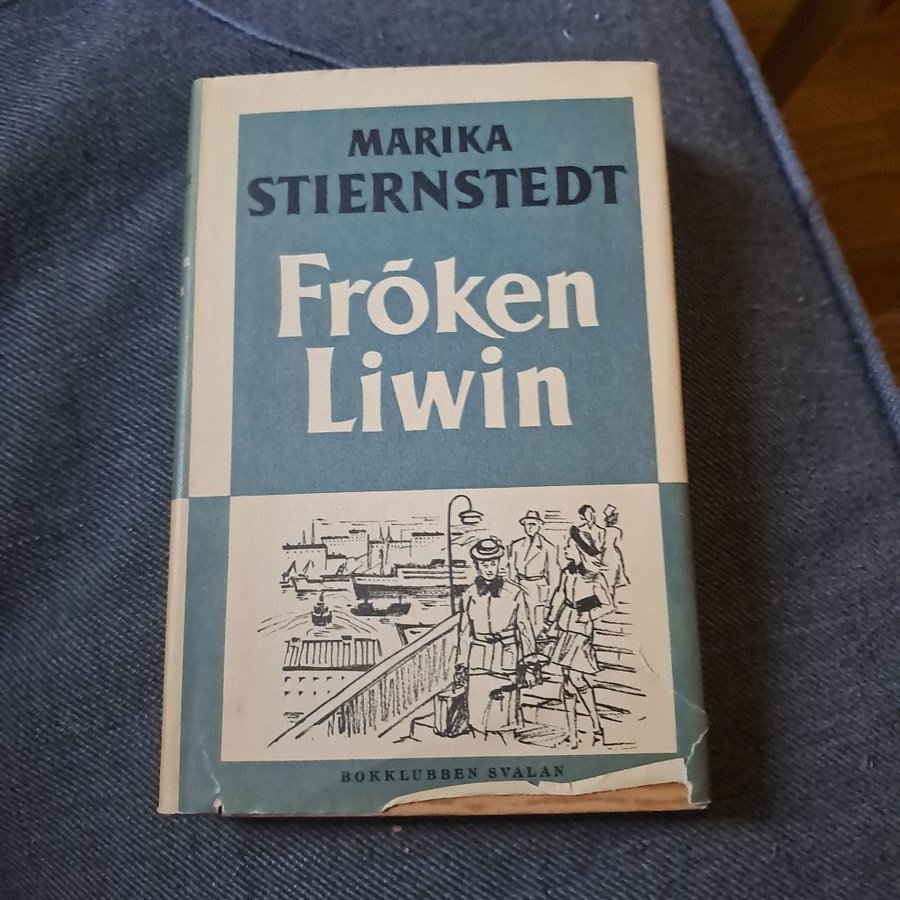 MARIKA
STIERNSTEDT
Fröken
Liwin
BOKKLUBBEN SVALAN